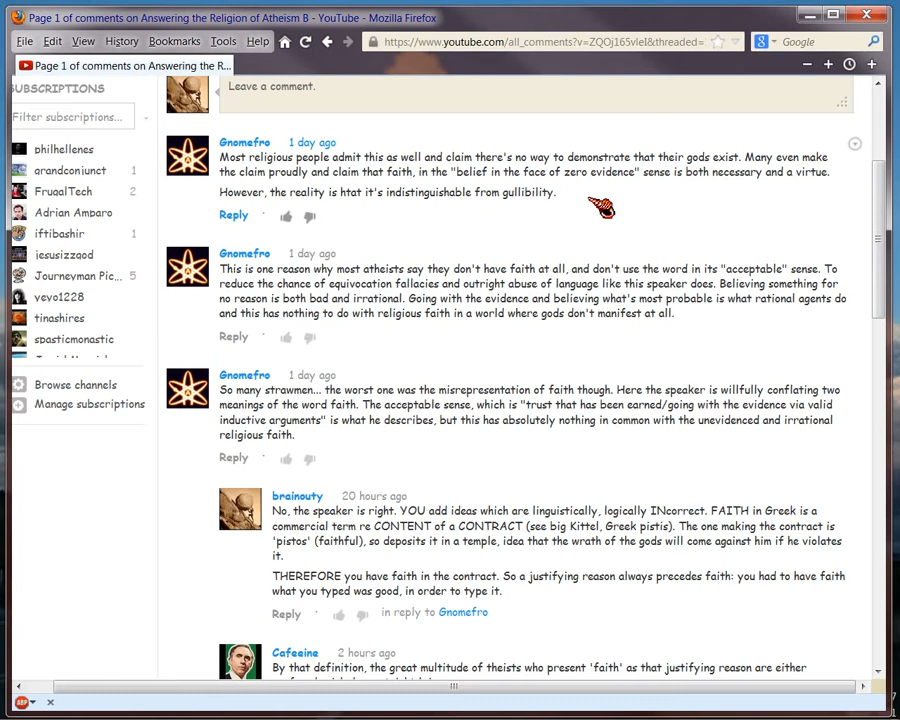 Page 1 of comments on Answering the Religion of Atheism B - YouTube - Mozilla Firefox
File Edit View History Bookmarks Tools Help
https://www.youtube.com/all_comments?v=ZQOj165vleI&threaded=
Google
Page 1 of comments on Answering the R...
SUBSCRIPTIONS
Filter subscriptions...
philhellenes
grandconjunct 1
FrugalTech 2
Adrian Amparo
iftibashir 1
jesusizzgod
Journeyman Pic... 5
yeyo1228
tinashires
spasticmonastic
Browse channels
Manage subscriptions
Leave a comment.
Gnomefro 1 day ago
Most religious people admit this as well and claim there's no way to demonstrate that their gods exist. Many even make
the claim proudly and claim that faith, in the "belief in the face of zero evidence" sense is both necessary and a virtue.
However, the reality is htat it's indistinguishable from gullibility.
Reply ·
Gnomefro 1 day ago
This is one reason why most atheists say they don't have faith at all, and don't use the word in its "acceptable" sense. To
reduce the chance of equivocation fallacies and outright abuse of language like this speaker does. Believing something for
no reason is both bad and irrational. Going with the evidence and believing what's most probable is what rational agents do
and this has nothing to do with religious faith in a world where gods don't manifest at all.
Reply ·
Gnomefro 1 day ago
So many strawmen... the worst one was the misrepresentation of faith though. Here the speaker is willfully conflating two
meanings of the word faith. The acceptable sense, which is "trust that has been earned/going with the evidence via valid
inductive arguments" is what he describes, but this has absolutely nothing in common with the unevidenced and irrational
religious faith.
Reply ·
brainouty 20 hours ago
No, the speaker is right. YOU add ideas which are linguistically, logically INcorrect. FAITH in Greek is a
commercial term re CONTENT of a CONTRACT (see big Kittel, Greek pistis). The one making the contract is
'pistos' (faithful), so deposits it in a temple, idea that the wrath of the gods will come against him if he violates
it.
THEREFORE you have faith in the contract. So a justifying reason always precedes faith: you had to have faith
what you typed was good, in order to type it.
Reply · in reply to Gnomefro
Cafeeine 2 hours ago
By that definition, the great multitude of theists who present 'faith' as that justifying reason are either
ABP